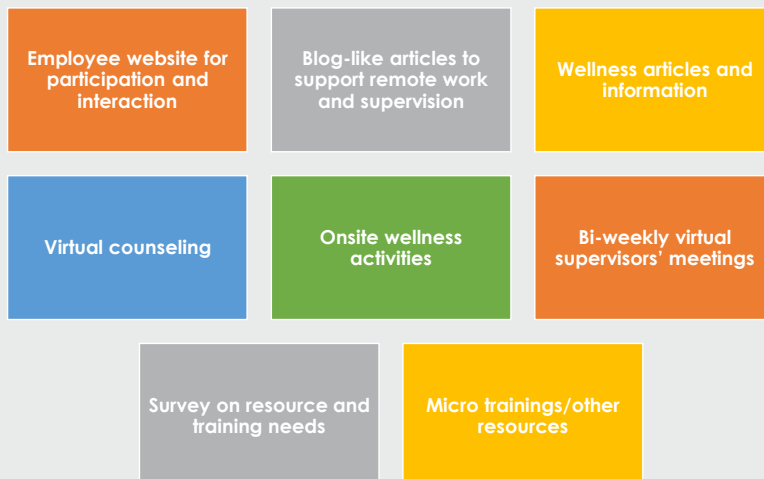 Employee website for
participation and
interaction
Blog-like articles to
support remote work
and supervision
Wellness articles and
information
Virtual counseling
Onsite wellness
activities
Bi-weekly virtual
supervisors’ meetings
Survey on resource and
training needs
Micro trainings/other
resources